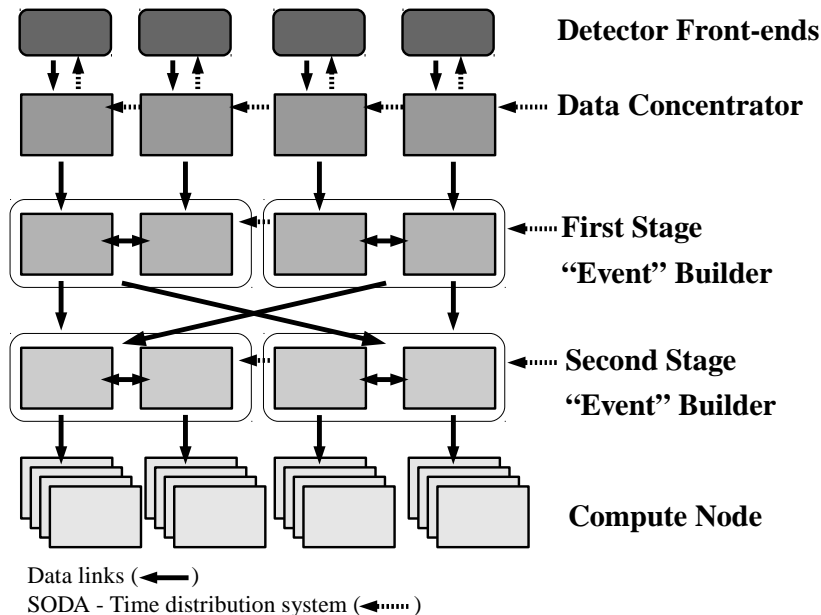 Detector Front-ends
Data Concentrator
First Stage
“Event” Builder
Second Stage
“Event” Builder
Compute Node
Data links ( )
SODA - Time distribution system ( )